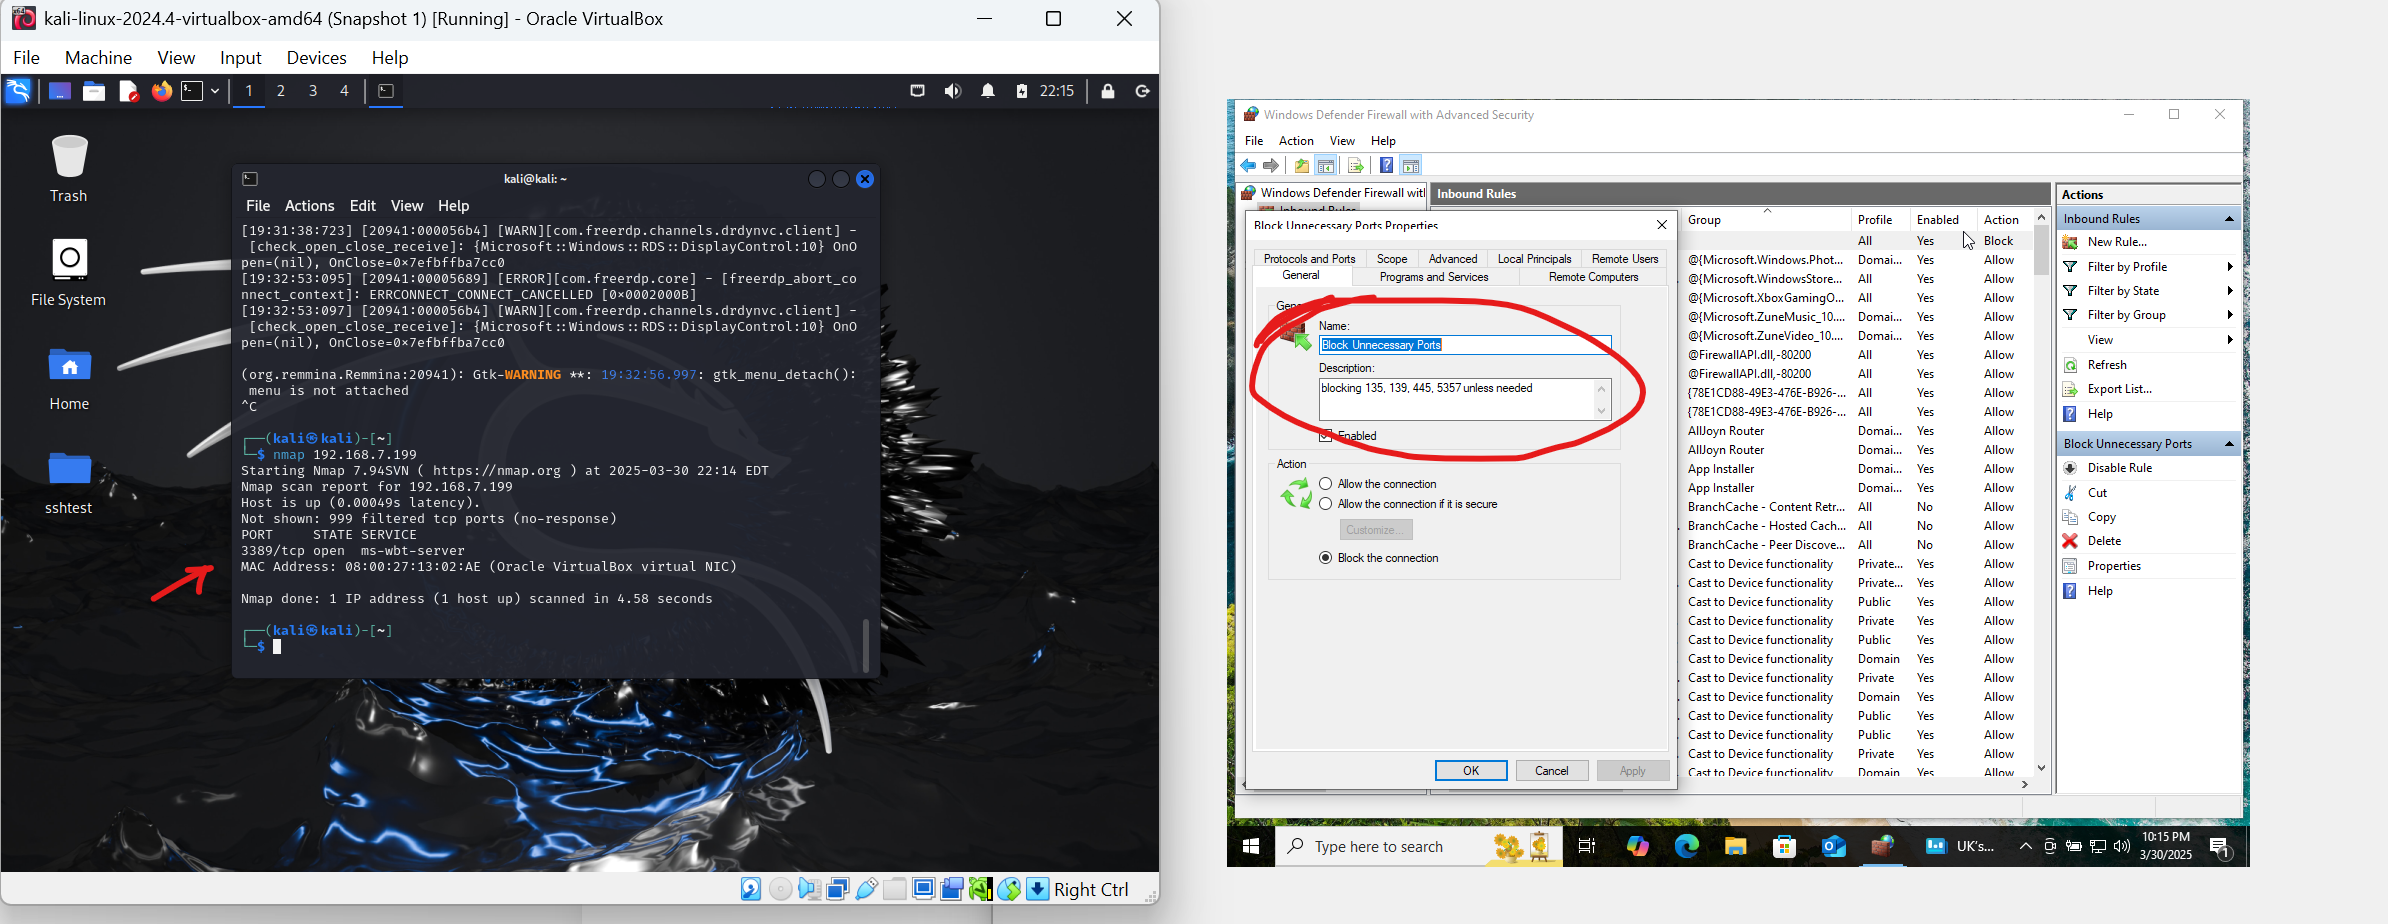 kali-linux-2024.4-virtualbox-amd64 (Snapshot 1) [Running] - Oracle VirtualBox
File Machine View Input Devices Help
1 2 3 4 22:15
Trash
File System
Home
sshtest
kali@kali: ~
File Actions Edit View Help
[19:31:38:723] [20941:000056b4] [WARN][com.freerdp.channels.drdynvc.client] -
[check_open_close_receive]: {Microsoft::Windows::RDS::DisplayControl:10} OnO
pen=(nil), OnClose=0×7efbffba7cc0
[19:32:53:095] [20941:00005689] [ERROR][com.freerdp.core] - [freerdp_abort_co
nnect_context]: ERRCONNECT_CONNECT_CANCELLED [0×0002000B]
[19:32:53:097] [20941:000056b4] [WARN][com.freerdp.channels.drdynvc.client] -
[check_open_close_receive]: {Microsoft::Windows::RDS::DisplayControl:10} OnO
pen=(nil), OnClose=0×7efbffba7cc0
(org.remmina.Remmina:20941): Gtk-WARNING **: 19:32:56.997: gtk_menu_detach():
menu is not attached
^C
┌──(kali㉿kali)-[~]
└─$ nmap 192.168.7.199
Starting Nmap 7.94SVN ( https://nmap.org ) at 2025-03-30 22:14 EDT
Nmap scan report for 192.168.7.199
Host is up (0.00049s latency).
Not shown: 999 filtered tcp ports (no-response)
PORT STATE SERVICE
3389/tcp open ms-wbt-server
MAC Address: 08:00:27:13:02:AE (Oracle VirtualBox virtual NIC)
Nmap done: 1 IP address (1 host up) scanned in 4.58 seconds
┌──(kali㉿kali)-[~]
└─$
Right Ctrl
Windows Defender Firewall with Advanced Security
File Action View Help
Windows Defender Firewall wit
Inbound Rules
Inbound Rules
Block Unnecessary Ports Properties
Protocols and Ports Scope Advanced Local Principals Remote Users
General Programs and Services Remote Computers
Name:
Block Unnecessary Ports
Description:
blocking 135, 139, 445, 5357 unless needed
Enabled
Action
Allow the connection
Allow the connection if it is secure
Customize...
Block the connection
OK Cancel Apply
Group Profile Enabled Action
All Yes Block
@{Microsoft.Windows.Phot... Domai... Yes Allow
@{Microsoft.WindowsStore... All Yes Allow
@{Microsoft.XboxGamingO... All Yes Allow
@{Microsoft.ZuneMusic_10.... Domai... Yes Allow
@{Microsoft.ZuneVideo_10.... Domai... Yes Allow
@FirewallAPI.dll,-80200 All Yes Allow
@FirewallAPI.dll,-80200 All Yes Allow
{78E1CD88-49E3-476E-B926-... All Yes Allow
{78E1CD88-49E3-476E-B926-... All Yes Allow
AllJoyn Router Domai... Yes Allow
AllJoyn Router Domai... Yes Allow
App Installer Domai... Yes Allow
App Installer Domai... Yes Allow
BranchCache - Content Retr... All No Allow
BranchCache - Hosted Cach... All No Allow
BranchCache - Peer Discove... All No Allow
Cast to Device functionality Private... Yes Allow
Cast to Device functionality Private... Yes Allow
Cast to Device functionality Public Yes Allow
Cast to Device functionality Private Yes Allow
Cast to Device functionality Public Yes Allow
Cast to Device functionality Domain Yes Allow
Cast to Device functionality Private Yes Allow
Cast to Device functionality Domain Yes Allow
Cast to Device functionality Public Yes Allow
Cast to Device functionality Public Yes Allow
Cast to Device functionality Private Yes Allow
Cast to Device functionality Domain Yes Allow
Actions
Inbound Rules
New Rule...
Filter by Profile
Filter by State
Filter by Group
View
Refresh
Export List...
Help
Block Unnecessary Ports
Disable Rule
Cut
Copy
Delete
Properties
Help
Type here to search
UK's...
10:15 PM
3/30/2025
1